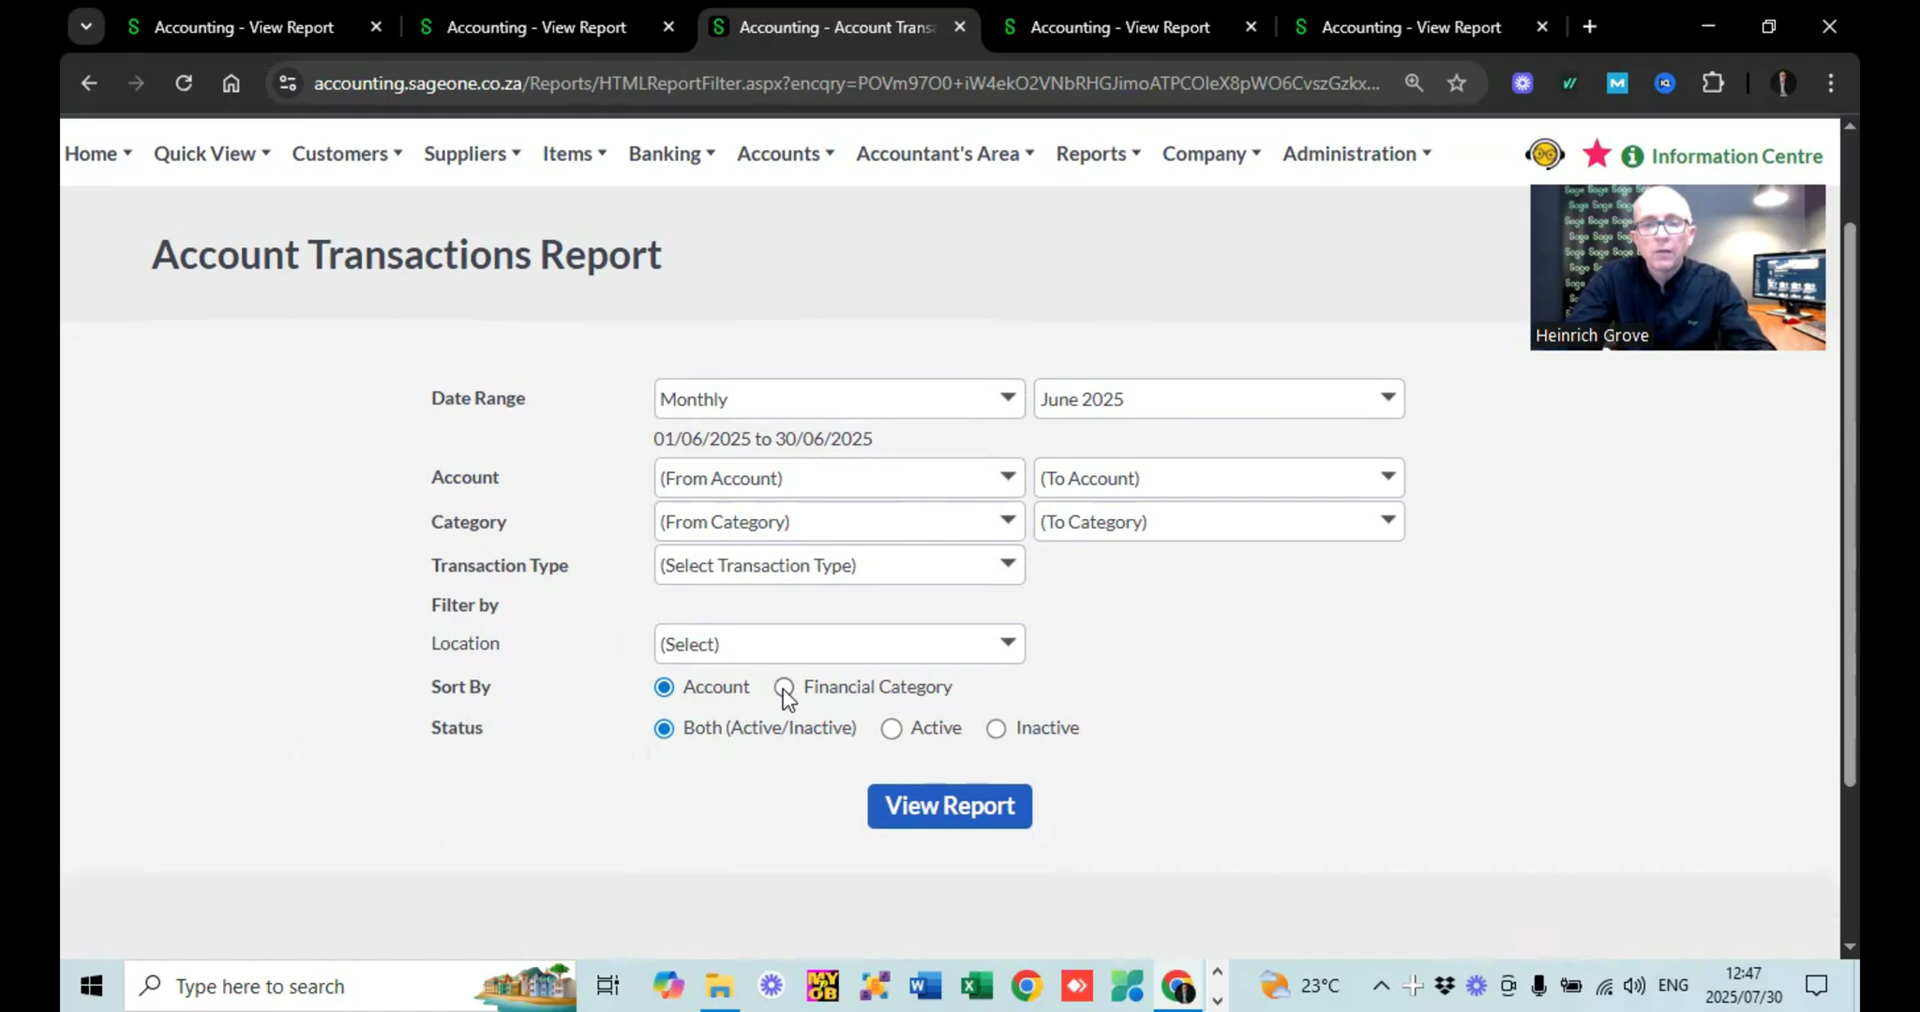 Accounting - View Report
Accounting - View Report
Accounting - Account Trans
Accounting - View Report
Accounting - View Report
accounting.sageone.co.za/Reports/HTMLReportFilter.aspx?encqry=POVm97O0+iW4ekO2VNbRHGJimoATPCOIeX8pWO6CvszGzkx...
Home Quick View Customers Suppliers Items Banking Accounts Accountant's Area Reports Company Administration Information Centre
Account Transactions Report
Heinrich Grove
Date Range Monthly June 2025
01/06/2025 to 30/06/2025
Account (From Account) (To Account)
Category (From Category) (To Category)
Transaction Type (Select Transaction Type)
Filter by
Location (Select)
Sort By Account Financial Category
Status Both (Active/Inactive) Active Inactive
View Report
Type here to search
23°C
ENG
12:47
2025/07/30